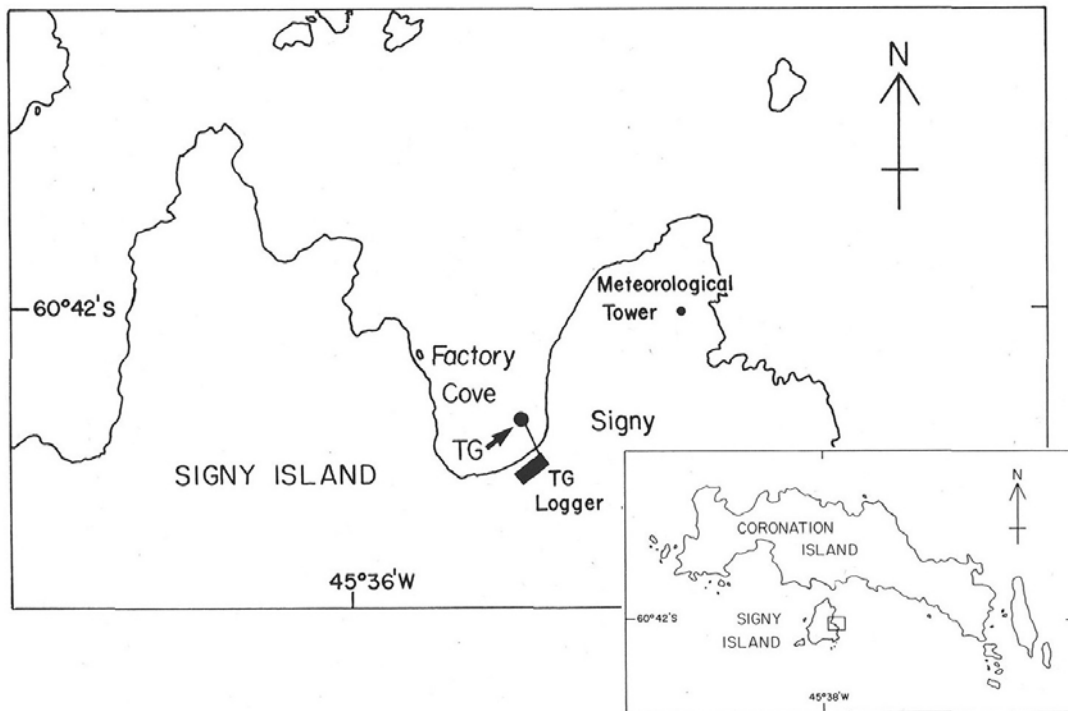 N
Meteorological
Tower
60°42'S
Factory
Cove
Signy
TG
SIGNY ISLAND
TG
Logger
45°36'W
N
CORONATION
ISLAND
60°42'S
SIGNY
ISLAND
45°38'W